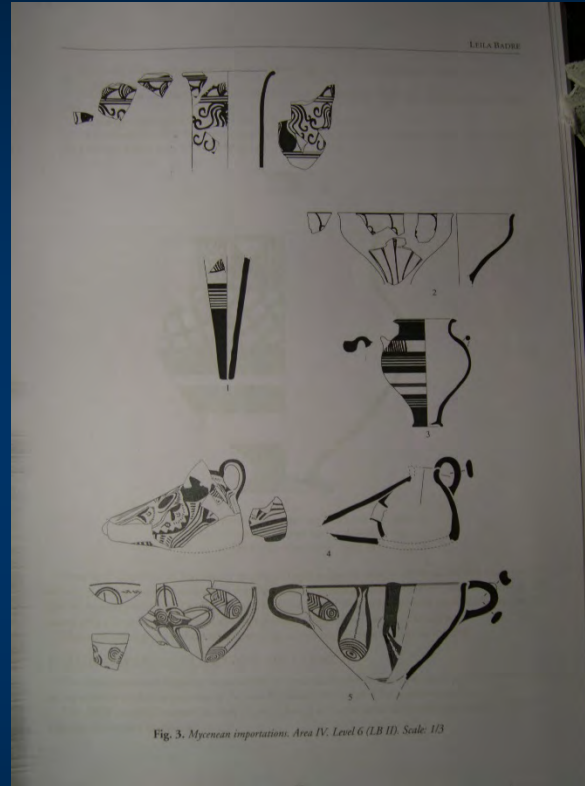 LEILA BADRE
1
2
3
4
5
Fig. 3. Mycenean importations. Area IV. Level 6 (LB II). Scale: 1/3